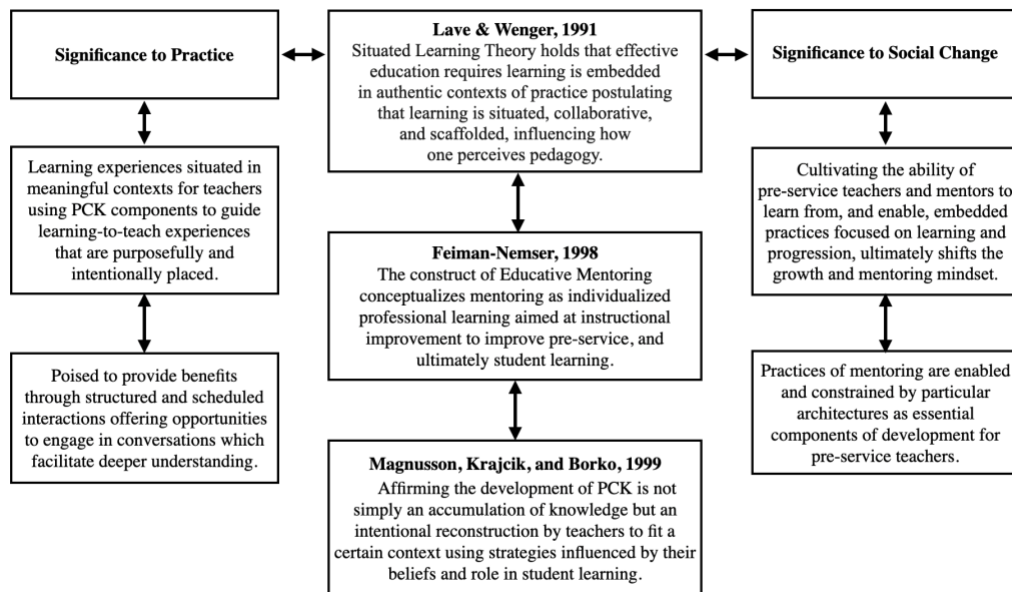 Significance to Practice
Learning experiences situated in
meaningful contexts for teachers
using PCK components to guide
learning-to-teach experiences
that are purposefully and
intentionally placed.
Poised to provide benefits
through structured and scheduled
interactions offering opportunities
to engage in conversations which
facilitate deeper understanding.
Lave & Wenger, 1991
Situated Learning Theory holds that effective
education requires learning is embedded
in authentic contexts of practice postulating
that learning is situated, collaborative,
and scaffolded, influencing how
one perceives pedagogy.
Feiman-Nemser, 1998
The construct of Educative Mentoring
conceptualizes mentoring as individualized
professional learning aimed at instructional
improvement to improve pre-service, and
ultimately student learning.
Magnusson, Krajcik, and Borko, 1999
Affirming the development of PCK is not
simply an accumulation of knowledge but an
intentional reconstruction by teachers to fit a
certain context using strategies influenced by their
beliefs and role in student learning.
Significance to Social Change
Cultivating the ability of
pre-service teachers and mentors to
learn from, and enable, embedded
practices focused on learning and
progression, ultimately shifts the
growth and mentoring mindset.
Practices of mentoring are enabled
and constrained by particular
architectures as essential
components of development for
pre-service teachers.